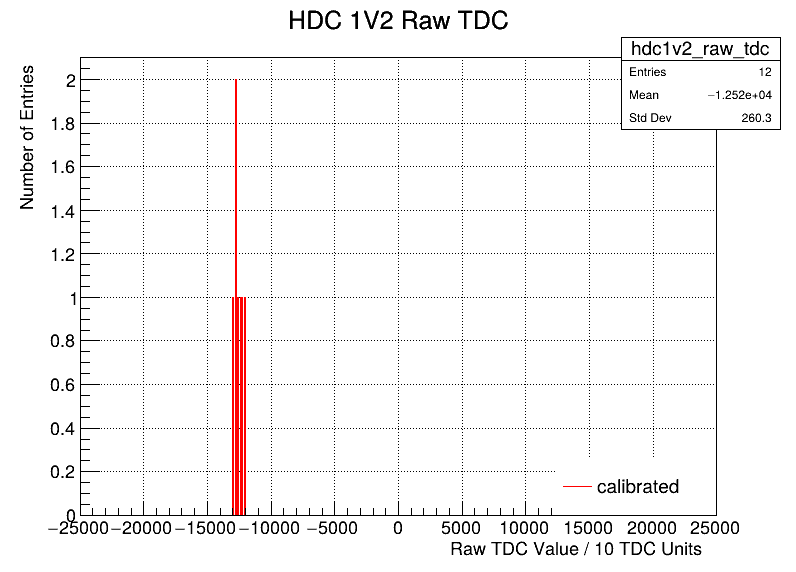 HDC 1V2 Raw TDC
hdc1v2_raw_tdc
Entries 12
Mean −1.252e+04
Std Dev 260.3
Number of Entries
2
1.8
1.6
1.4
1.2
1
0.8
0.6
0.4
0.2
0
calibrated
−25000 −20000 −15000 −10000 −5000 0 5000 10000 15000 20000 25000
Raw TDC Value / 10 TDC Units